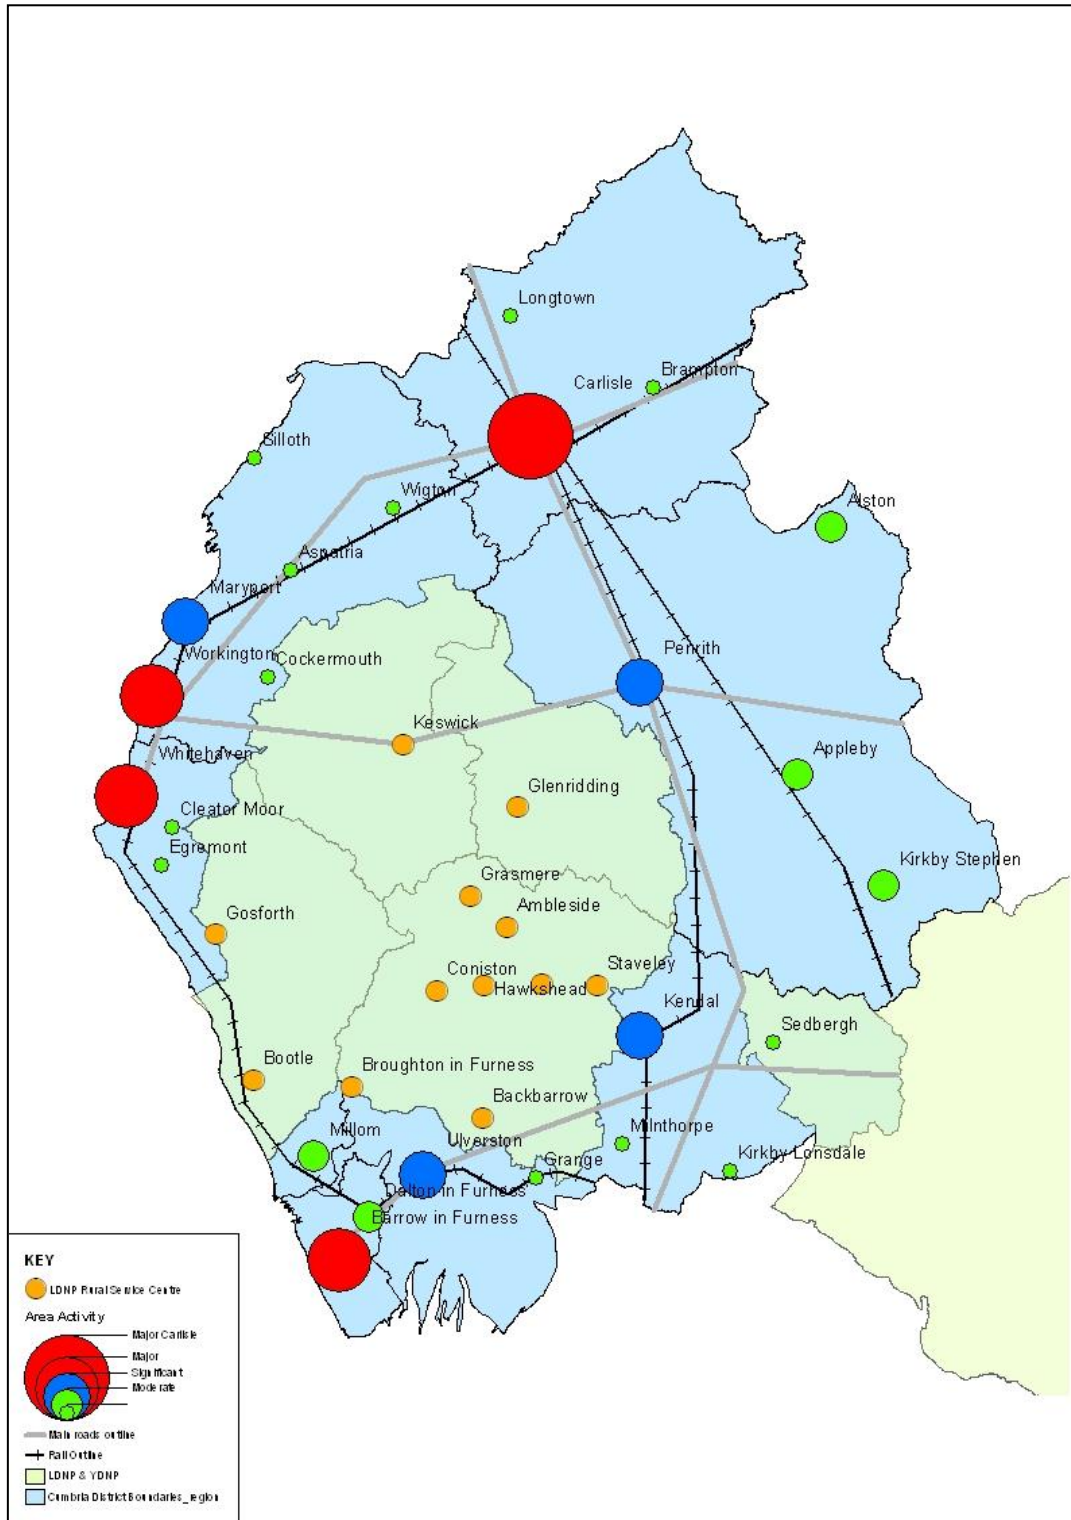 Longtown
Carlisle
Brampton
Silloth
Wigton
Alston
Aspatria
Maryport
Workington
Cockermouth
Penrith
Keswick
Whitehaven
Appleby
Glenridding
Cleator Moor
Egremont
Kirkby Stephen
Grasmere
Ambleside
Gosforth
Coniston
Hawkshead
Staveley
Kendal
Sedbergh
Bootle
Broughton in Furness
Backbarrow
Millom
Ulverston
Milnthorpe
Grange
Kirkby Lonsdale
Dalton in Furness
Barrow in Furness
KEY
LDNP Rural Service Centre
Area Activity
Major Carlisle
Major
Significant
Moderate
Main roads outline
Rail Outline
LDNP & YDNP
Cumbria District Boundaries_region